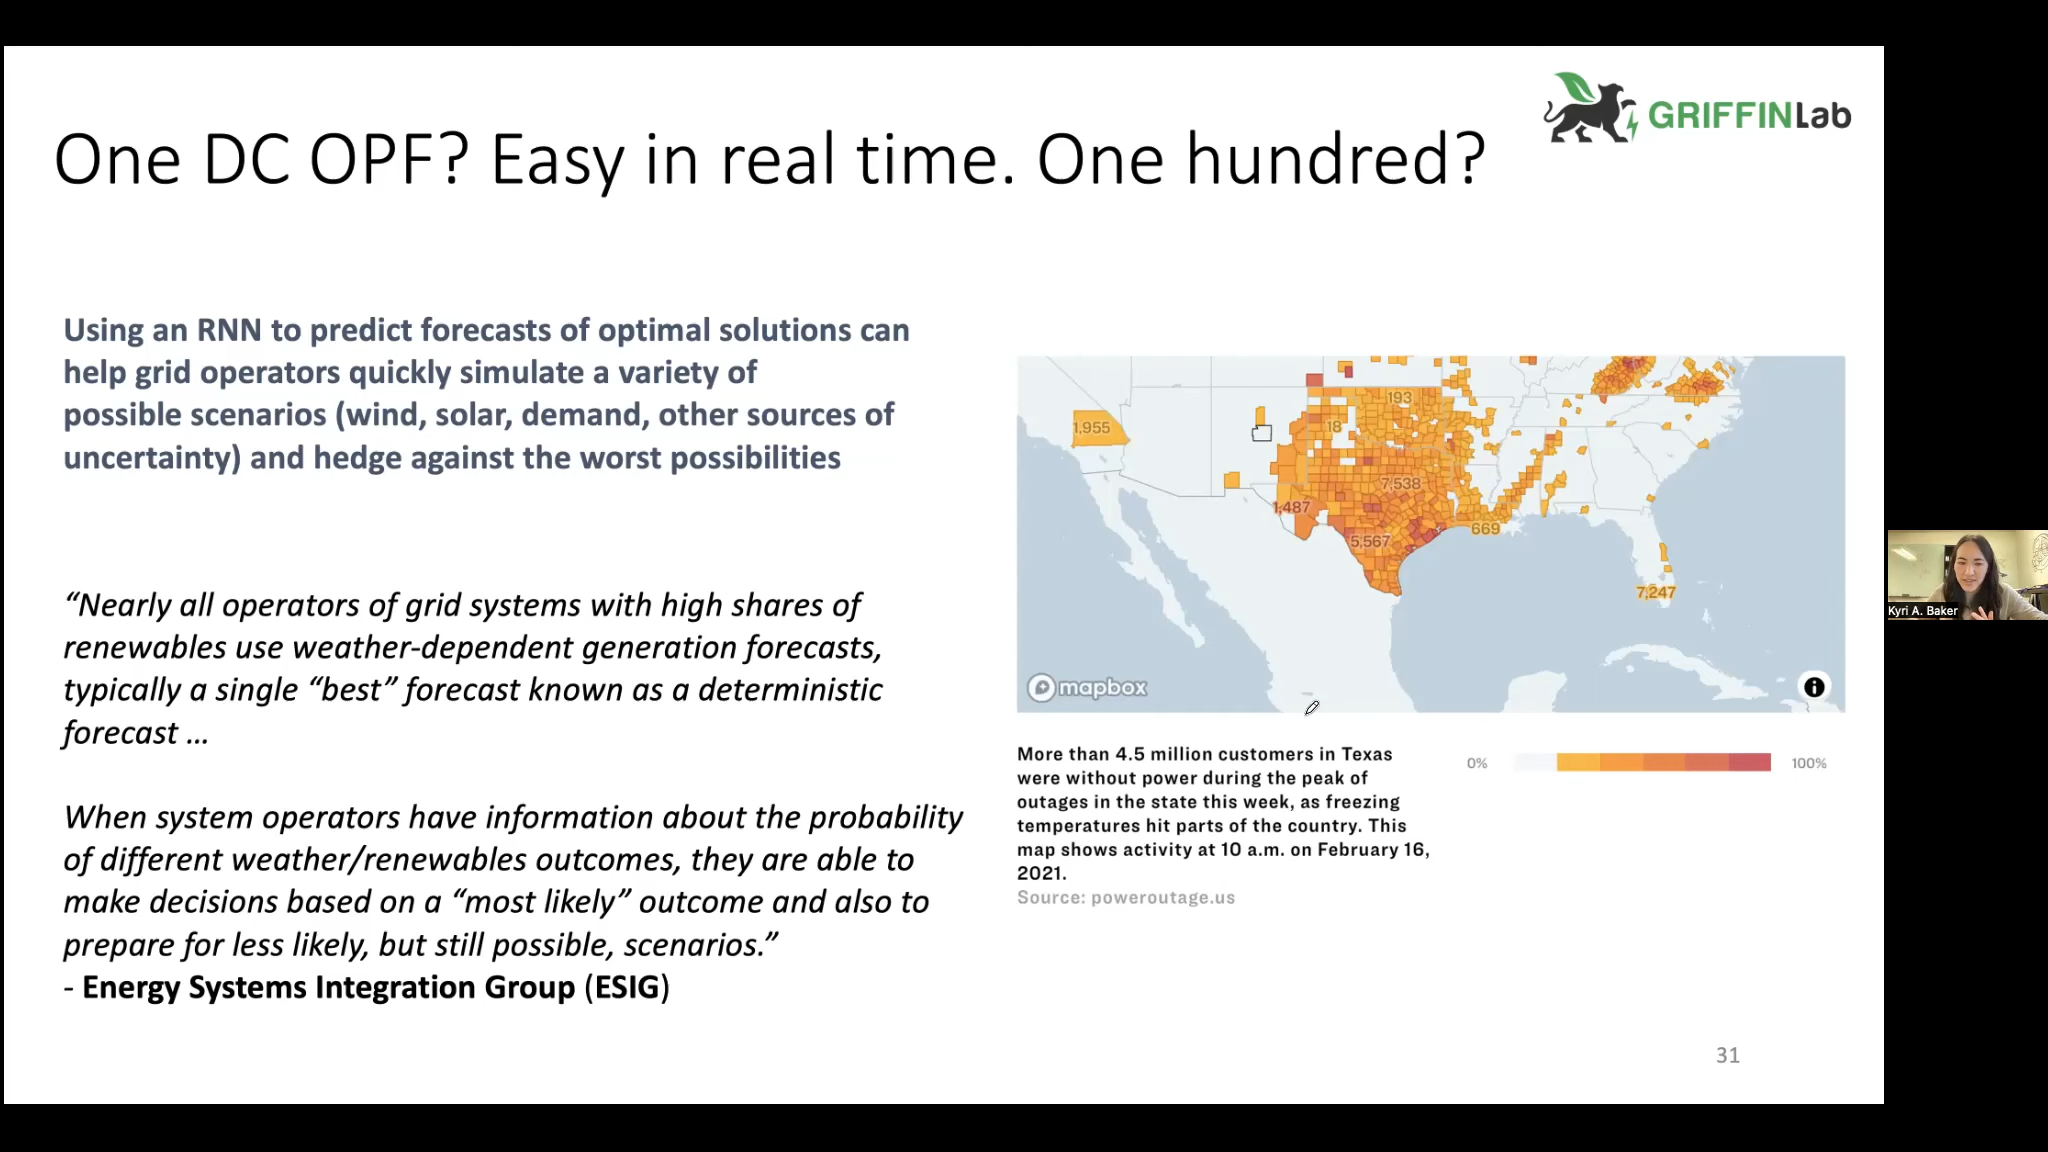 One DC OPF? Easy in real time. One hundred?
GRIFFINLab
Using an RNN to predict forecasts of optimal solutions can
help grid operators quickly simulate a variety of
possible scenarios (wind, solar, demand, other sources of
uncertainty) and hedge against the worst possibilities
“Nearly all operators of grid systems with high shares of
renewables use weather-dependent generation forecasts,
typically a single “best” forecast known as a deterministic
forecast …
When system operators have information about the probability
of different weather/renewables outcomes, they are able to
make decisions based on a “most likely” outcome and also to
prepare for less likely, but still possible, scenarios.”
- Energy Systems Integration Group (ESIG)
193
1,955
18
7,538
1,487
669
5,567
7,247
mapbox
More than 4.5 million customers in Texas
were without power during the peak of
outages in the state this week, as freezing
temperatures hit parts of the country. This
map shows activity at 10 a.m. on February 16,
2021.
Source: poweroutage.us
0%
100%
31
Kyri A. Baker